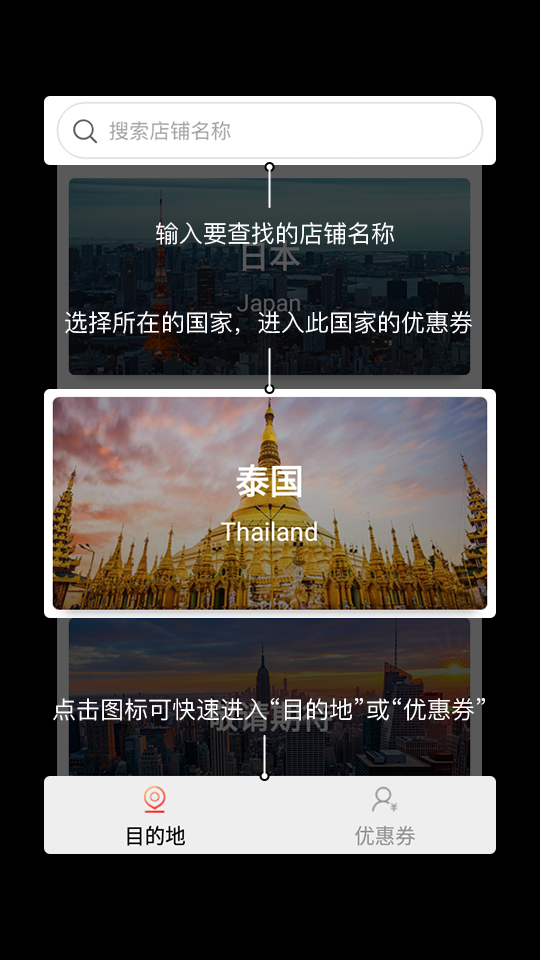 搜索店铺名称
输入要查找的店铺名称
日本
Japan
选择所在的国家，进入此国家的优惠券
泰国
Thailand
点击图标可快速进入“目的地”或“优惠券”
敬请期待
目的地
优惠券